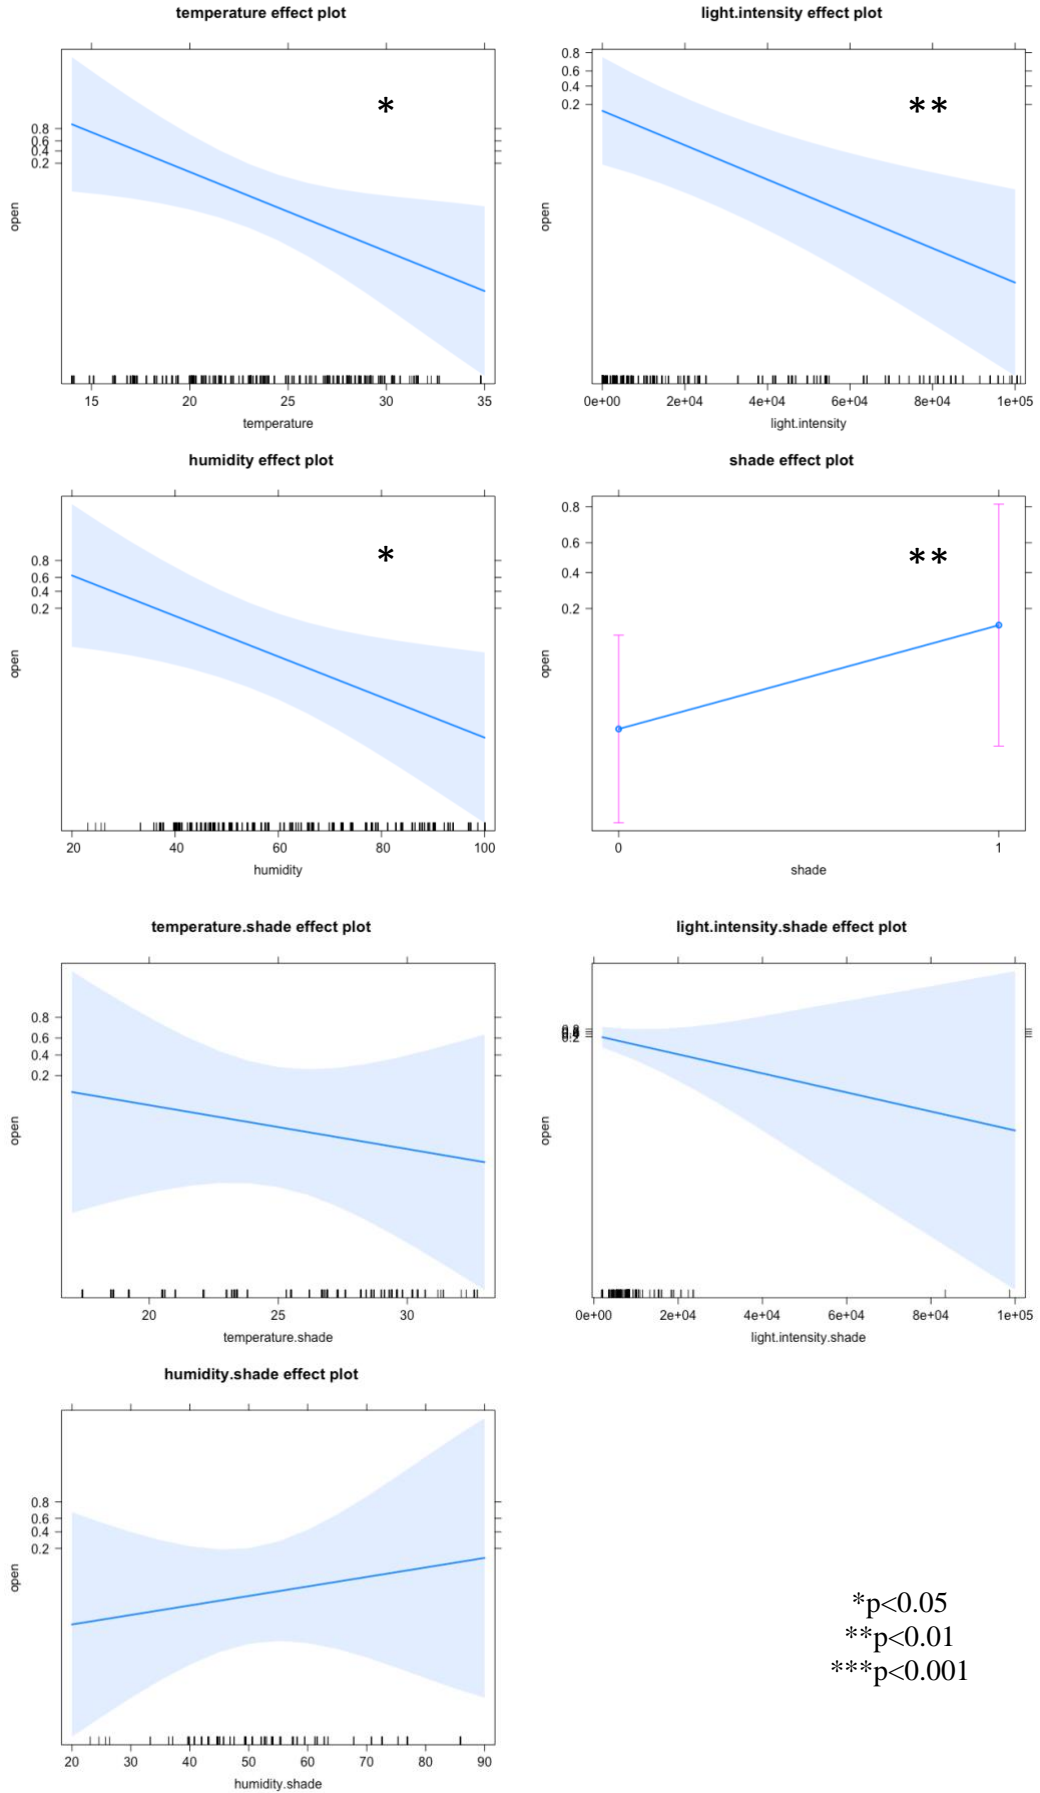 temperature effect plot
*
0.8
0.6
0.4
0.2
open
15 20 25 30 35
temperature
light.intensity effect plot
**
0.8
0.6
0.4
0.2
open
0e+00 2e+04 4e+04 6e+04 8e+04 1e+05
light.intensity
humidity effect plot
*
0.8
0.6
0.4
0.2
open
20 40 60 80 100
humidity
shade effect plot
**
0.8
0.6
0.4
0.2
open
0 1
shade
temperature.shade effect plot
0.8
0.6
0.4
0.2
open
20 25 30
temperature.shade
light.intensity.shade effect plot
0.2
open
0e+00 2e+04 4e+04 6e+04 8e+04 1e+05
light.intensity.shade
humidity.shade effect plot
0.8
0.6
0.4
0.2
open
20 30 40 50 60 70 80 90
humidity.shade
*p<0.05
**p<0.01
***p<0.001